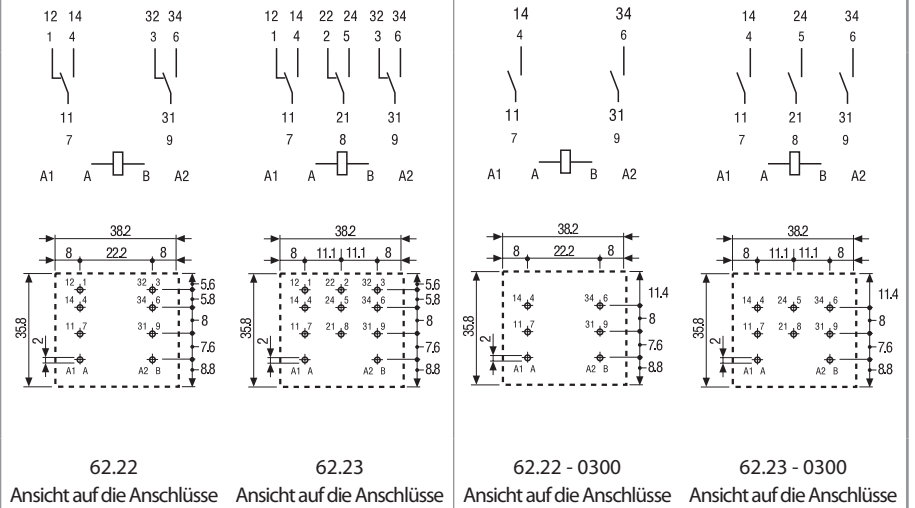 12 14 32 34 12 14 22 24 32 34 14 34 14 24 34
1 4 3 6 1 4 2 5 3 6 4 6 4 5 6
11 31 11 21 31 11 31 11 21 31
7 9 7 8 9 7 9 7 8 9
A1 A B A2 A1 A B A2 A1 A B A2 A1 A B A2
38.2 38.2 38.2 38.2
8 22.2 8 8 11.1 11.1 8 8 22.2 8 8 11.1 11.1 8
12 1 32 3 5.6 12 1 22 2 32 3 5.6
14 4 34 6 5.8 14 4 24 5 34 6 5.8 14 4 34 6 11.4 14 4 24 5 34 6 11.4
35.8 11 7 31 9 8 35.8 11 7 21 8 31 9 8 35.8 11 7 31 9 8 35.8 11 7 21 8 31 9 8
2 7.6 2 7.6 2 7.6 2 7.6
A1 A A2 B 8.8 A1 A A2 B 8.8 A1 A A2 B 8.8 A1 A A2 B 8.8
62.22 62.23 62.22 - 0300 62.23 - 0300
Ansicht auf die Anschlüsse Ansicht auf die Anschlüsse Ansicht auf die Anschlüsse Ansicht auf die Anschlüsse